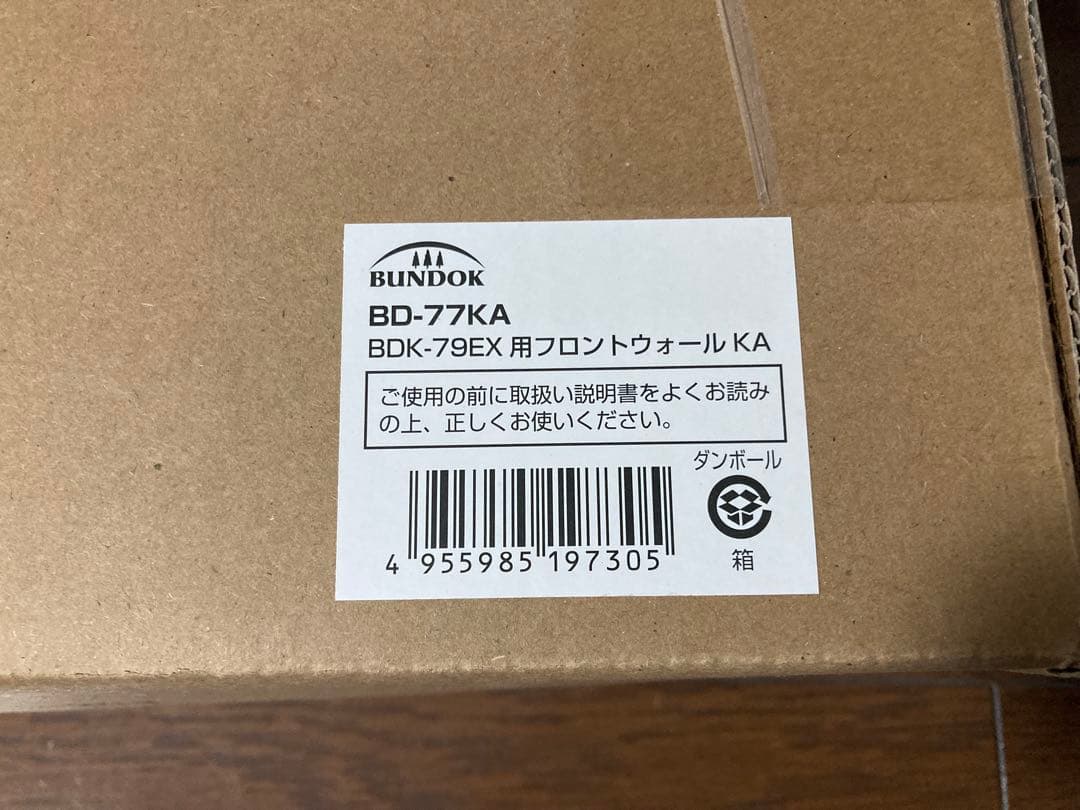 BUNDOK
BD-77KA
BDK-79EX 用フロントウォール KA
ご使用の前に取扱い説明書をよくお読み
の上、正しくお使いください。
ダンボール
箱
4 955985 197305